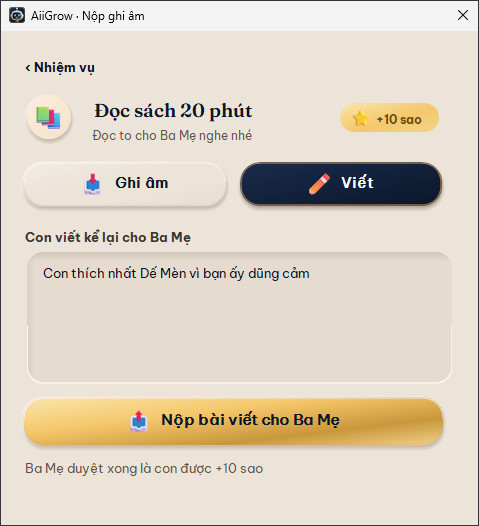 AiiGrow · Nộp ghi âm
‹ Nhiệm vụ
Đọc sách 20 phút
Đọc to cho Ba Mẹ nghe nhé
+10 sao
Ghi âm
Viết
Con viết kể lại cho Ba Mẹ
Con thích nhất Dế Mèn vì bạn ấy dũng cảm
Nộp bài viết cho Ba Mẹ
Ba Mẹ duyệt xong là con được +10 sao